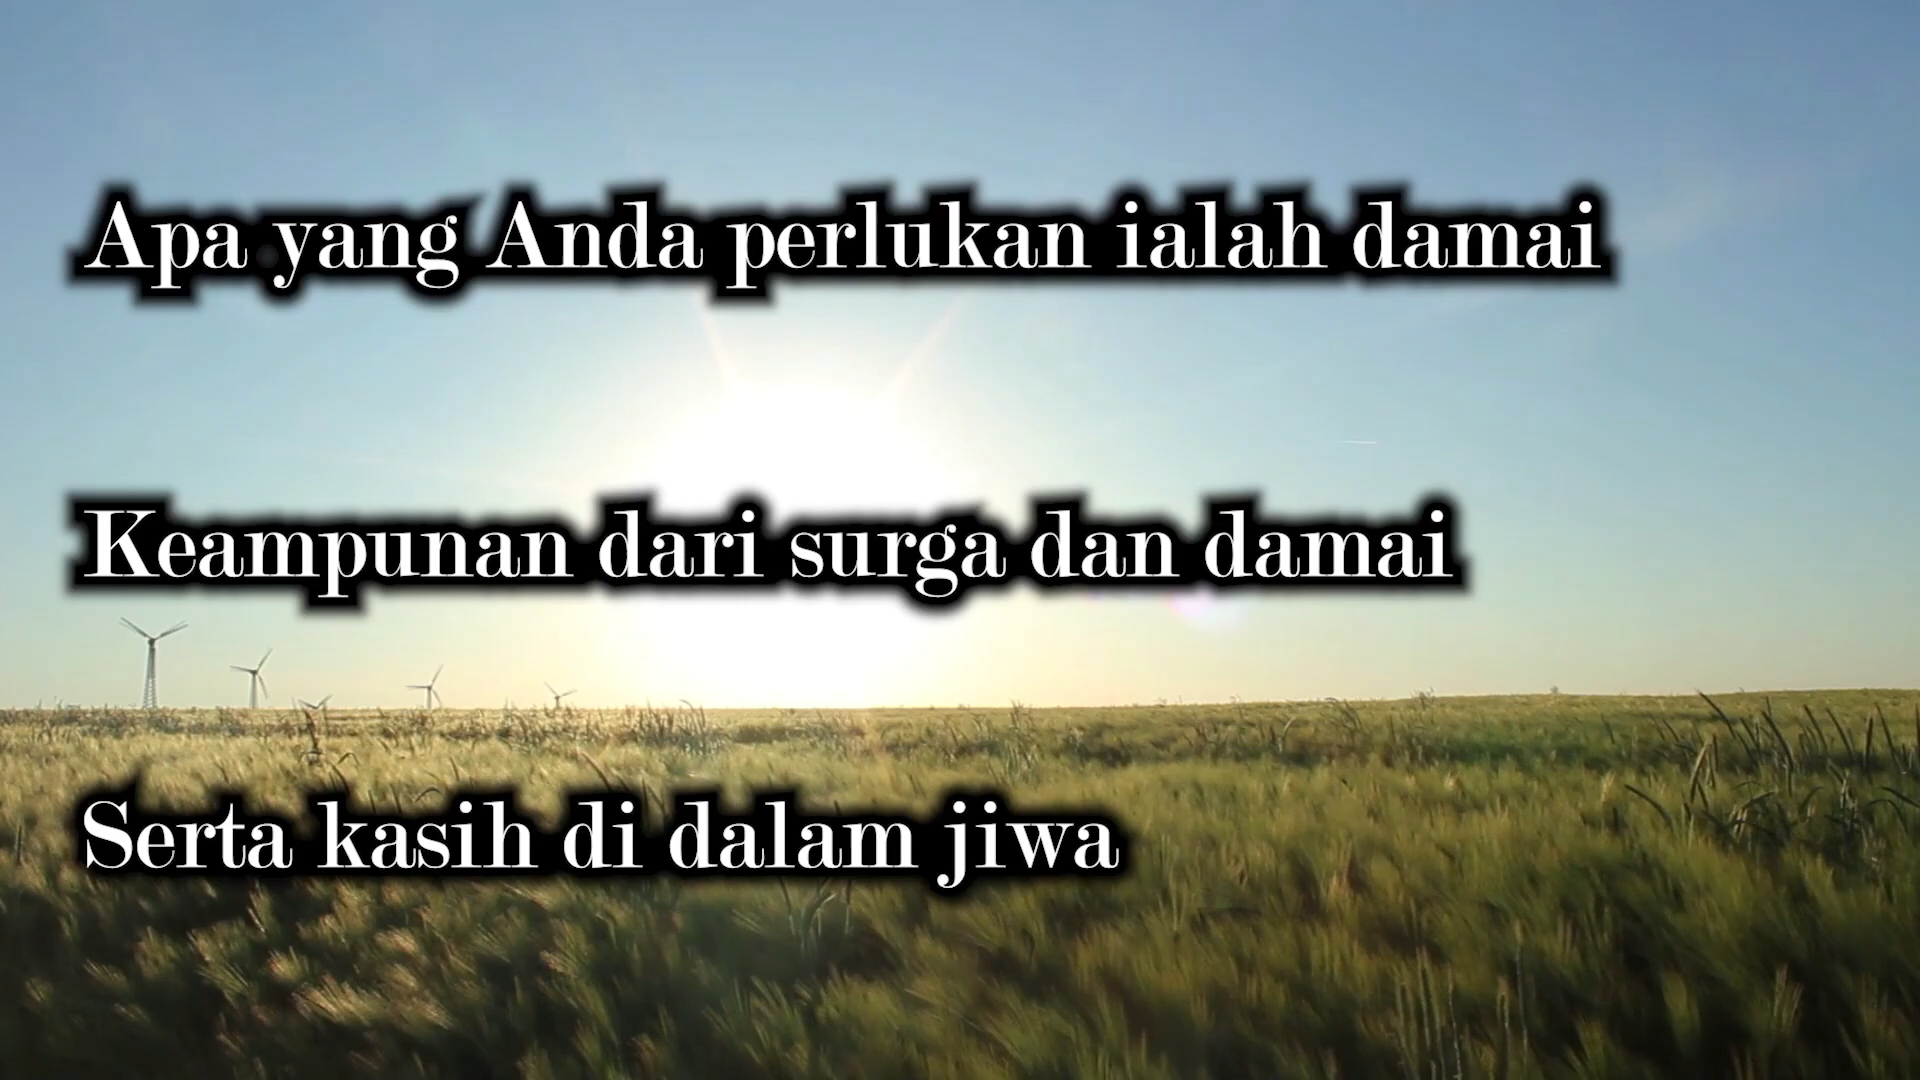 Apa yang Anda perlukan ialah damai
Keampunan dari surga dan damai
Serta kasih di dalam jiwa